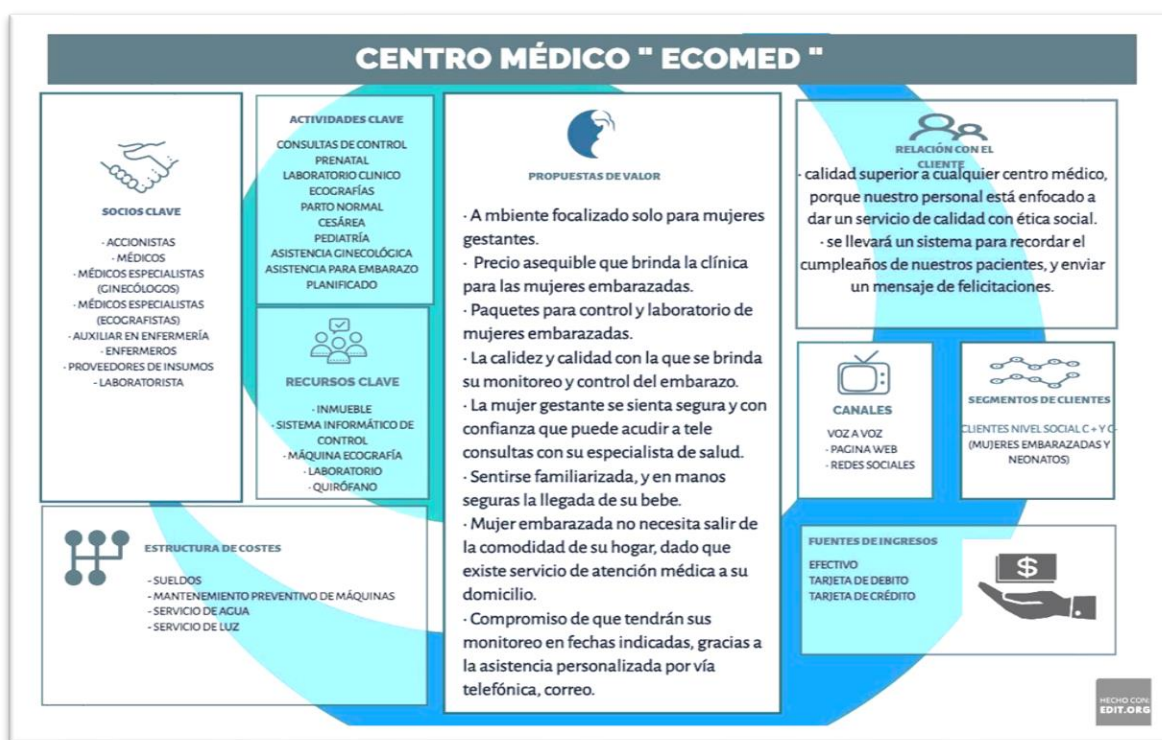 CENTRO MÉDICO " ECOMED "
SOCIOS CLAVE
· ACCIONISTAS
· MÉDICOS
· MÉDICOS ESPECIALISTAS
(GINECÓLOGOS)
· MÉDICOS ESPECIALISTAS
(ECOGRAFISTAS)
· AUXILIAR EN ENFERMERÍA
· ENFERMEROS
· PROVEEDORES DE INSUMOS
- LABORATORISTA
ACTIVIDADES CLAVE
CONSULTAS DE CONTROL
PRENATAL
LABORATORIO CLINICO
ECOGRAFÍAS
PARTO NORMAL
CESÁREA
PEDIATRÍA
ASISTENCIA GINECOLÓGICA
ASISTENCIA PARA EMBARAZO
PLANIFICADO
RECURSOS CLAVE
· INMUEBLE
· SISTEMA INFORMÁTICO DE
CONTROL
· MÁQUINA ECOGRAFÍA
· LABORATORIO
· QUIRÓFANO
PROPUESTAS DE VALOR
· A mbiente focalizado solo para mujeres
gestantes.
· Precio asequible que brinda la clínica
para las mujeres embarazadas.
· Paquetes para control y laboratorio de
mujeres embarazadas.
· La calidez y calidad con la que se brinda
su monitoreo y control del embarazo.
· La mujer gestante se sienta segura y con
confianza que puede acudir a tele
consultas con su especialista de salud.
· Sentirse familiarizada, y en manos
seguras la llegada de su bebe.
· Mujer embarazada no necesita salir de
la comodidad de su hogar, dado que
existe servicio de atención médica a su
domicilio.
· Compromiso de que tendrán sus
monitoreo en fechas indicadas, gracias a
la asistencia personalizada por vía
telefónica, correo.
RELACIÓN CON EL
CLIENTE
· calidad superior a cualquier centro médico,
porque nuestro personal está enfocado a
dar un servicio de calidad con ética social.
· se llevará un sistema para recordar el
cumpleaños de nuestros pacientes, y enviar
un mensaje de felicitaciones.
CANALES
VOZ A VOZ
- PAGINA WEB
- REDES SOCIALES
SEGMENTOS DE CLIENTES
CLIENTES NIVEL SOCIAL C + Y C-
(MUJERES EMBARAZADAS Y
NEONATOS)
ESTRUCTURA DE COSTES
- SUELDOS
- MANTENEMIENTO PREVENTIVO DE MÁQUINAS
- SERVICIO DE AGUA
- SERVICIO DE LUZ
FUENTES DE INGRESOS
EFECTIVO
TARJETA DE DEBITO
TARJETA DE CRÉDITO
$
HECHO CON:
EDIT.ORG